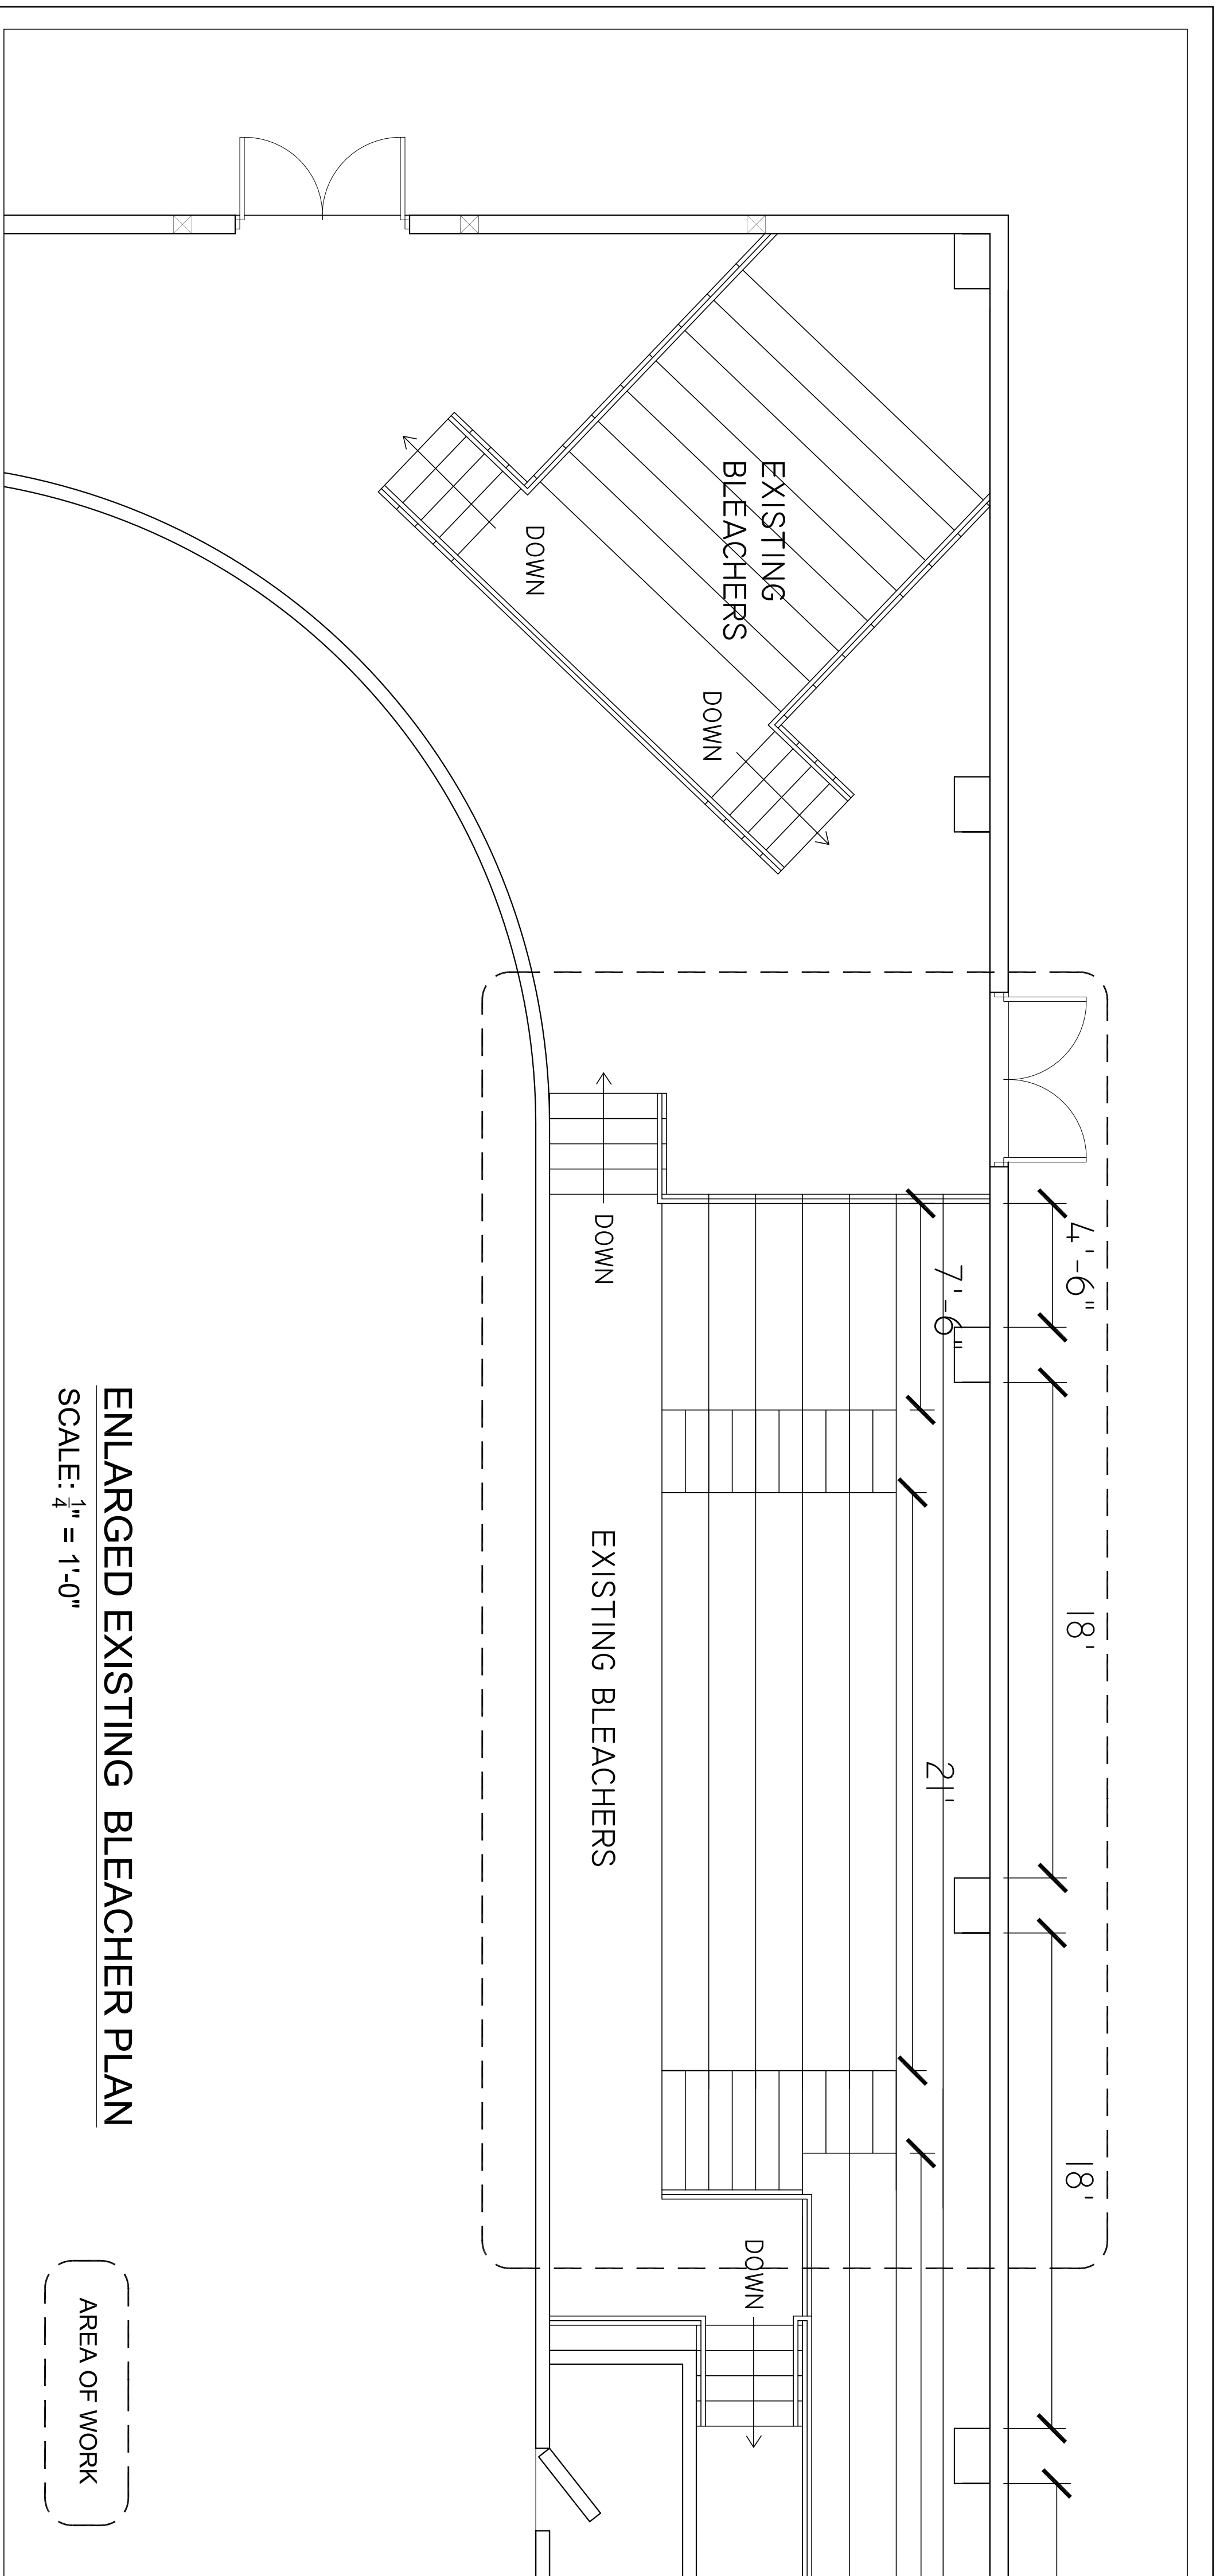 4'-6"
18'
18'
7'-6"
21'
EXISTING
BLEACHERS
DOWN
DOWN
DOWN
EXISTING BLEACHERS
DOWN
ENLARGED EXISTING BLEACHER PLAN
SCALE: 1/4" = 1'-0"
AREA OF WORK